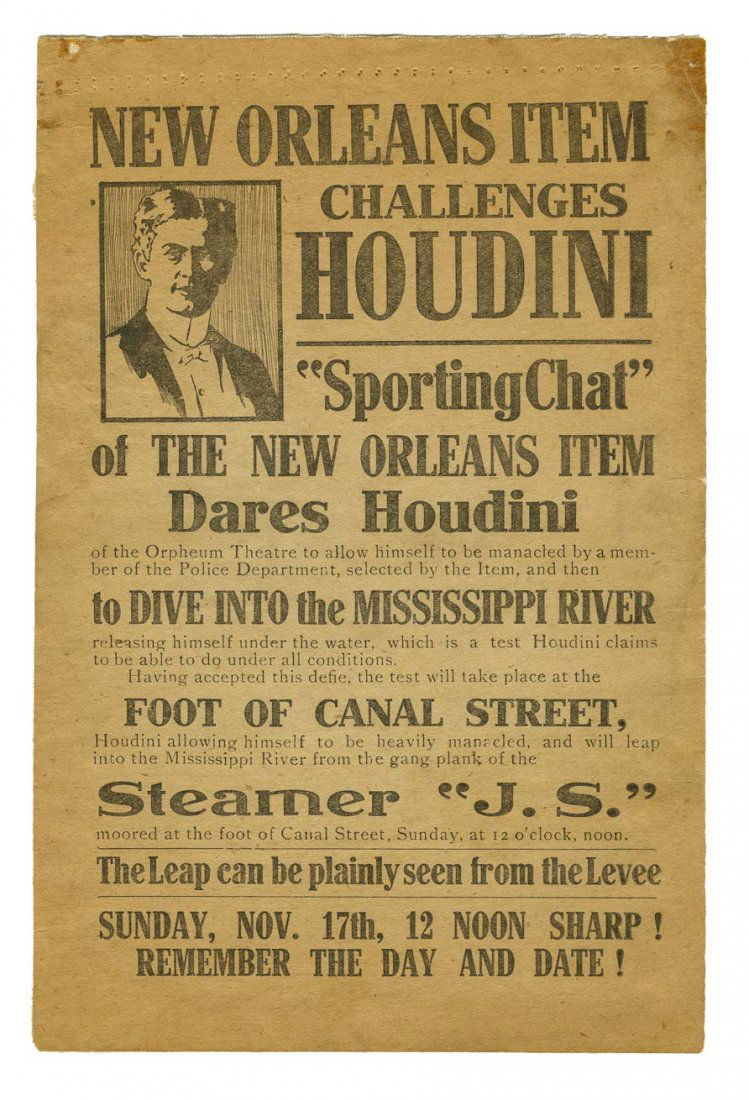 NEW ORLEANS ITEM
CHALLENGES
HOUDINI
“Sporting Chat”
of THE NEW ORLEANS ITEM
Dares Houdini
of the Orpheum Theatre to allow himself to be manacled by a mem-
ber of the Police Department, selected by the Item, and then
to DIVE INTO the MISSISSIPPI RIVER
releasing himself under the water, which is a test Houdini claims
to be able to do under all conditions.
Having accepted this defie, the test will take place at the
FOOT OF CANAL STREET,
Houdini allowing himself to be heavily manacled, and will leap
into the Mississippi River from the gang plank of the
Steamer “J. S.”
moored at the foot of Canal Street, Sunday, at 12 o'clock, noon.
The Leap can be plainly seen from the Levee
SUNDAY, NOV. 17th, 12 NOON SHARP !
REMEMBER THE DAY AND DATE !